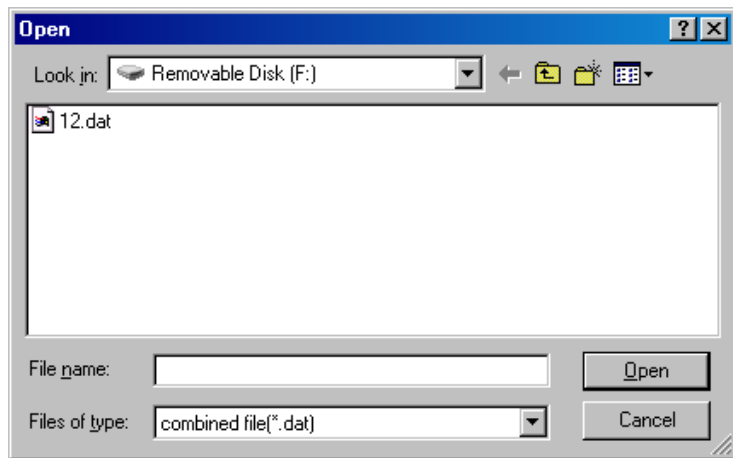 Open
Look in: Removable Disk (F:)
12.dat
File name: Open
Files of type: combined file(*.dat) Cancel